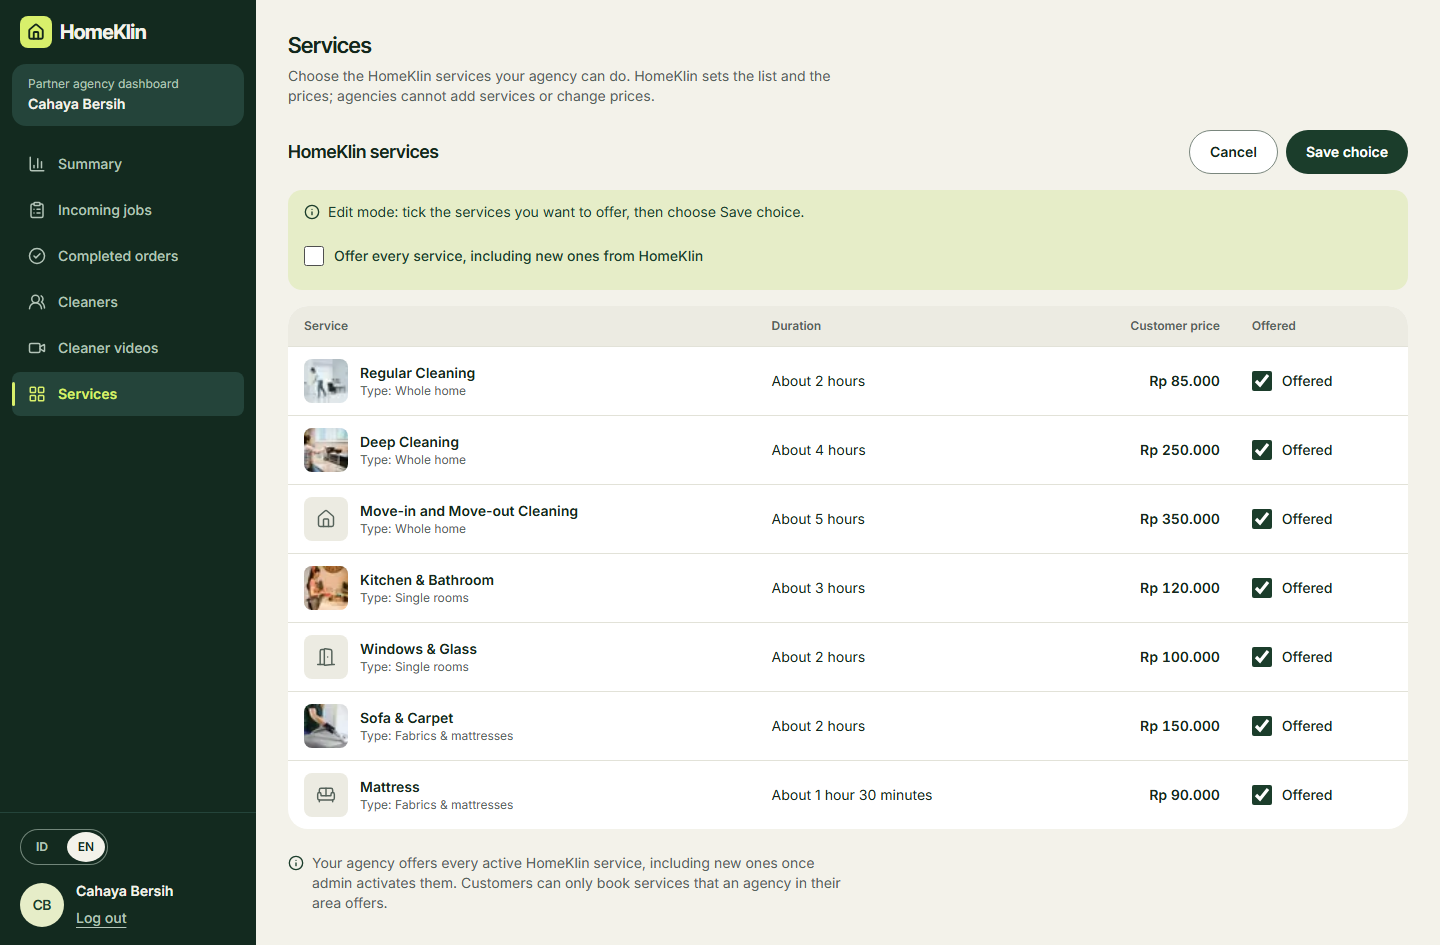 HomeKlin
Partner agency dashboard
Cahaya Bersih
Summary
Incoming jobs
Completed orders
Cleaners
Cleaner videos
Services
ID
EN
CB
Cahaya Bersih
Log out
Services
Choose the HomeKlin services your agency can do. HomeKlin sets the list and the
prices; agencies cannot add services or change prices.
HomeKlin services
Cancel
Save choice
Edit mode: tick the services you want to offer, then choose Save choice.
Offer every service, including new ones from HomeKlin
Service Duration Customer price Offered
Regular Cleaning
Type: Whole home
About 2 hours
Rp 85.000
Offered
Deep Cleaning
Type: Whole home
About 4 hours
Rp 250.000
Offered
Move-in and Move-out Cleaning
Type: Whole home
About 5 hours
Rp 350.000
Offered
Kitchen & Bathroom
Type: Single rooms
About 3 hours
Rp 120.000
Offered
Windows & Glass
Type: Single rooms
About 2 hours
Rp 100.000
Offered
Sofa & Carpet
Type: Fabrics & mattresses
About 2 hours
Rp 150.000
Offered
Mattress
Type: Fabrics & mattresses
About 1 hour 30 minutes
Rp 90.000
Offered
Your agency offers every active HomeKlin service, including new ones once
admin activates them. Customers can only book services that an agency in their
area offers.